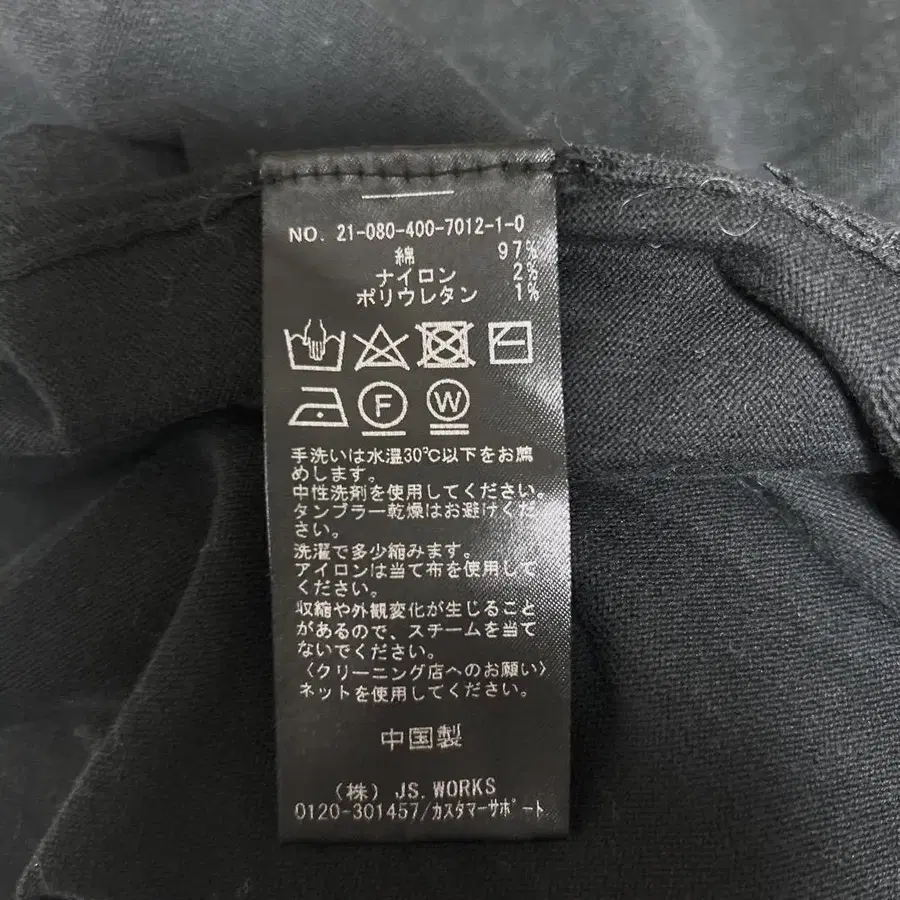 NO. 21-080-400-7012-1-0
綿 97%
ナイロン 2%
ポリウレタン 1%
F W
手洗いは水温30℃以下をお薦
めします。
中性洗剤を使用してください。
タンブラー乾燥はお避けくだ
さい。
洗濯で多少縮みます。
アイロンは当て布を使用して
ください。
収縮や外観変化が生じること
があるので、スチームを当て
ないでください。
〈クリーニング店へのお願い〉
ネットを使用してください。
中国製
(株) JS.WORKS
0120-301457/カスタマーサポート